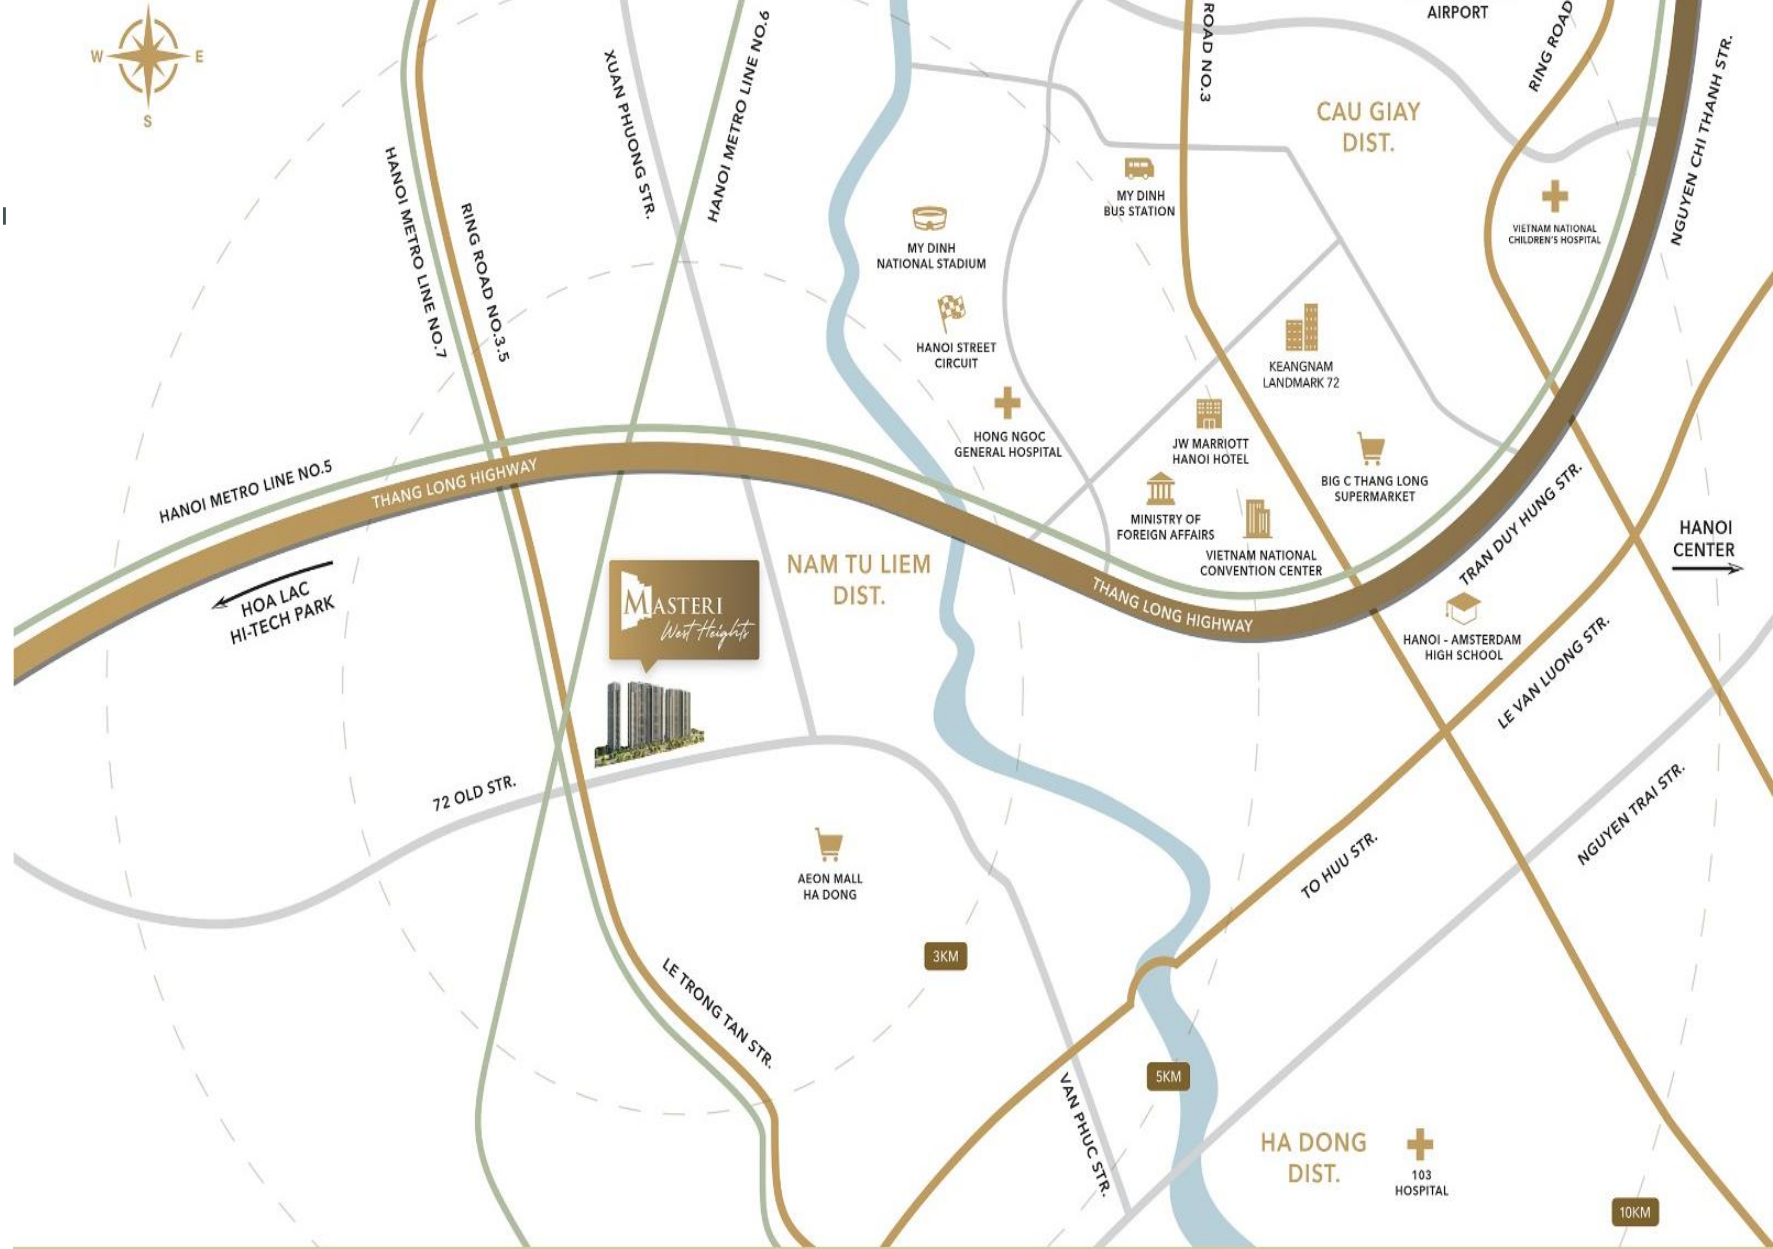 AIRPORT
ROAD NO.3
RING ROAD
XUAN PHUONG STR.
HANOI METRO LINE NO.6
NGUYEN CHI THANH STR.
W
E
S
CAU GIAY
DIST.
HANOI METRO LINE NO.7
RING ROAD NO.3.5
MY DINH
BUS STATION
VIETNAM NATIONAL
CHILDREN'S HOSPITAL
MY DINH
NATIONAL STADIUM
HANOI STREET
CIRCUIT
KEANGNAM
LANDMARK 72
HONG NGOC
GENERAL HOSPITAL
JW MARRIOTT
HANOI HOTEL
HANOI METRO LINE NO.5
THANG LONG HIGHWAY
BIG C THANG LONG
SUPERMARKET
MINISTRY OF
FOREIGN AFFAIRS
VIETNAM NATIONAL
CONVENTION CENTER
TRAN DUY HUNG STR.
HANOI
CENTER
NAM TU LIEM
DIST.
MASTERI
West Heights
HOA LAC
HI-TECH PARK
THANG LONG HIGHWAY
HANOI - AMSTERDAM
HIGH SCHOOL
LE VAN LUONG STR.
72 OLD STR.
NGUYEN TRAI STR.
TO HUU STR.
AEON MALL
HA DONG
3KM
LE TRONG TAN STR.
5KM
VAN PHUC STR.
HA DONG
DIST.
103
HOSPITAL
10KM